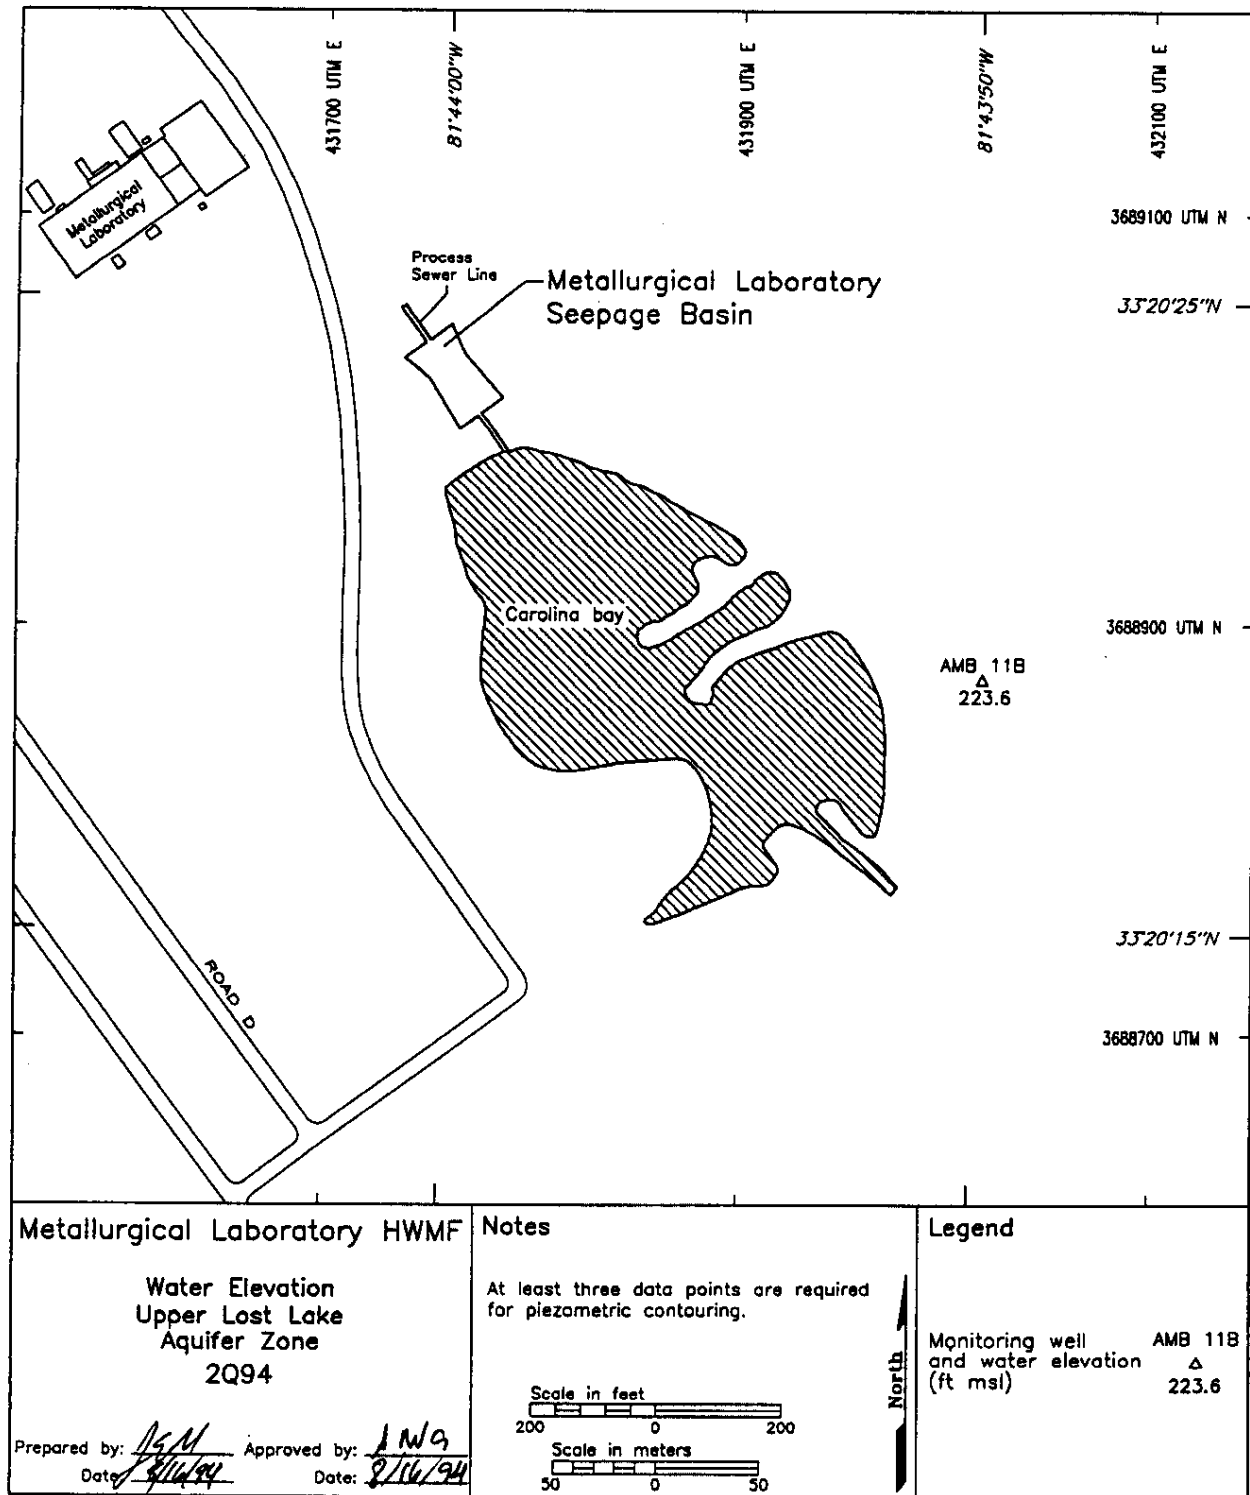 431700 UTM E
81°44'00"W
431900 UTM E
81°43'50"W
432100 UTM E
Metallurgical
Laboratory
3689100 UTM N
Process
Sewer Line
Metallurgical Laboratory
Seepage Basin
33°20'25"N
Carolina bay
3688900 UTM N
AMB 11B
223.6
33°20'15"N
ROAD D
3688700 UTM N
Metallurgical Laboratory HWMF
Water Elevation
Upper Lost Lake
Aquifer Zone
2Q94
Prepared by:
Approved by:
Date
Date: 8/16/94
Notes
At least three data points are required
for piezometric contouring.
Scale in feet
200 0 200
Scale in meters
50 0 50
North
Legend
Monitoring well
and water elevation
(ft msl)
AMB 11B
223.6